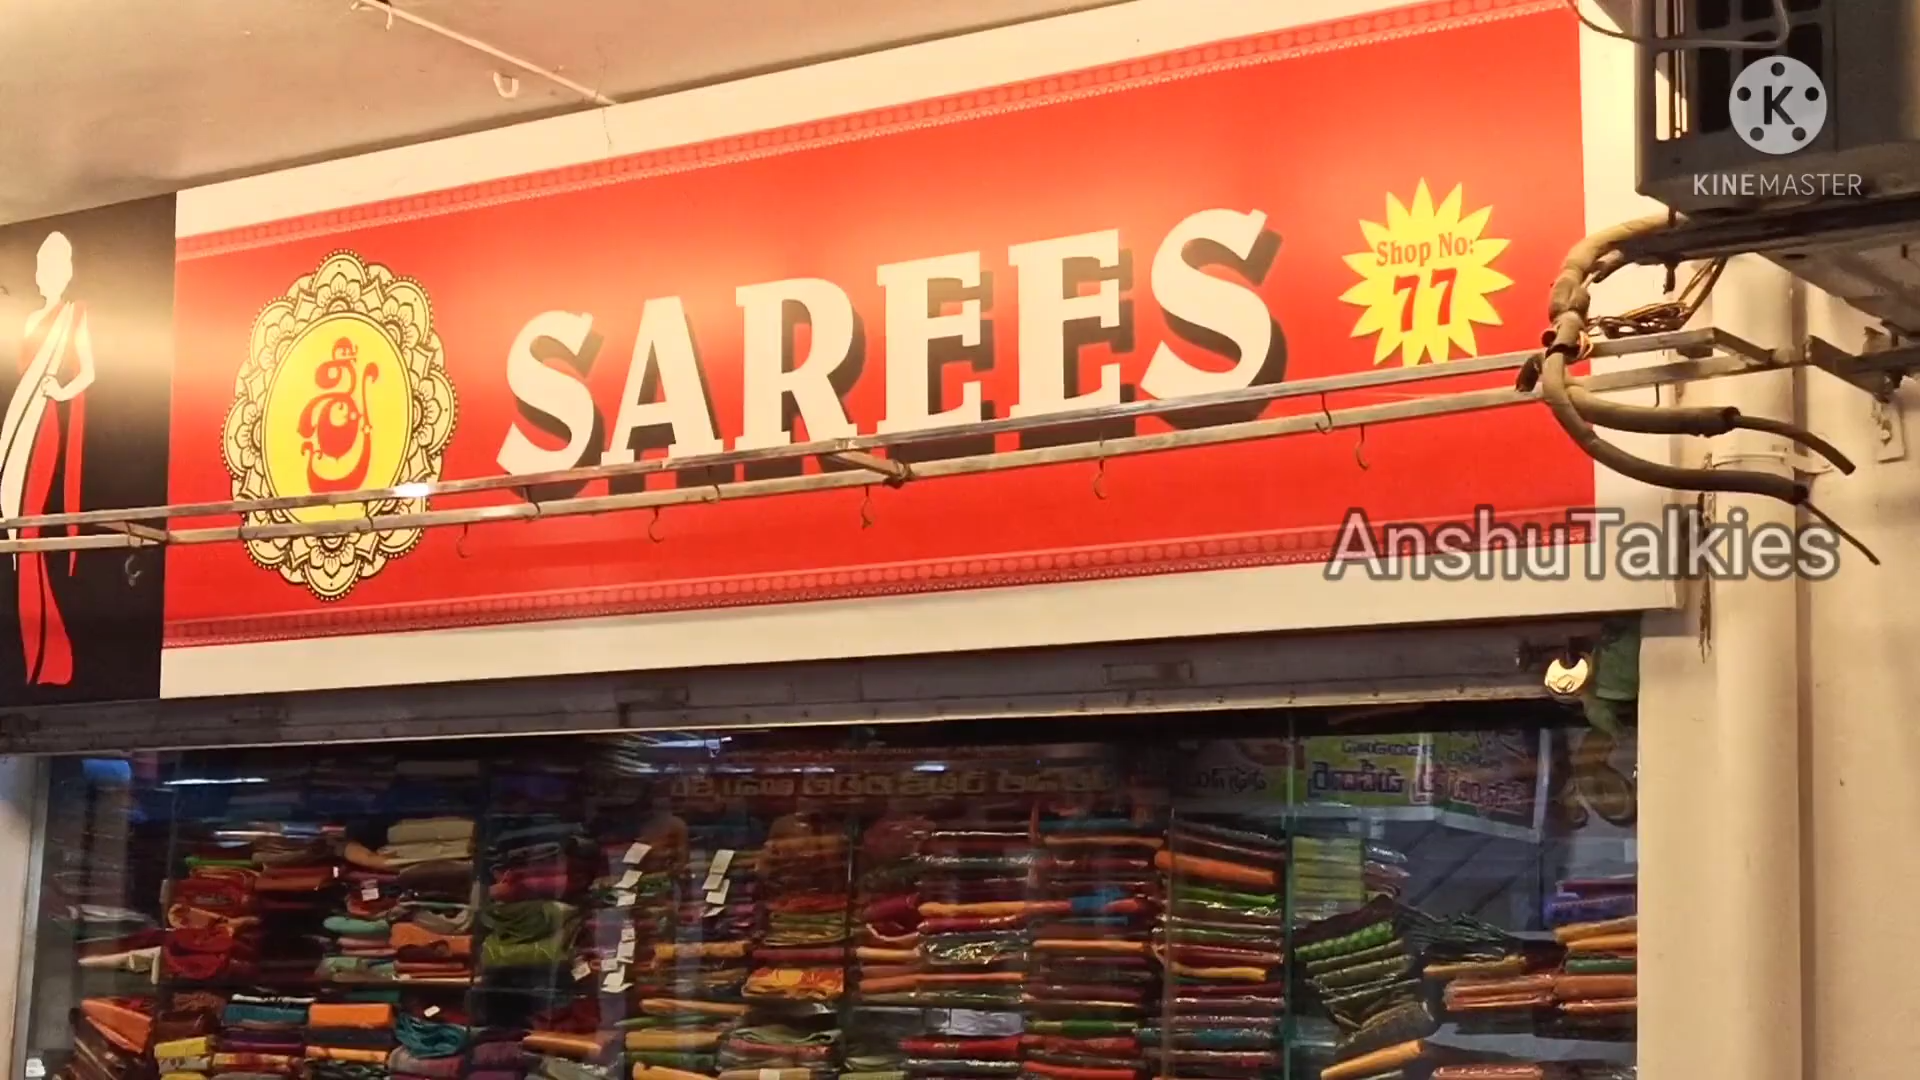 K
KINEMASTER
శ్రీ
SAREES
Shop No:
77
AnshuTalkies